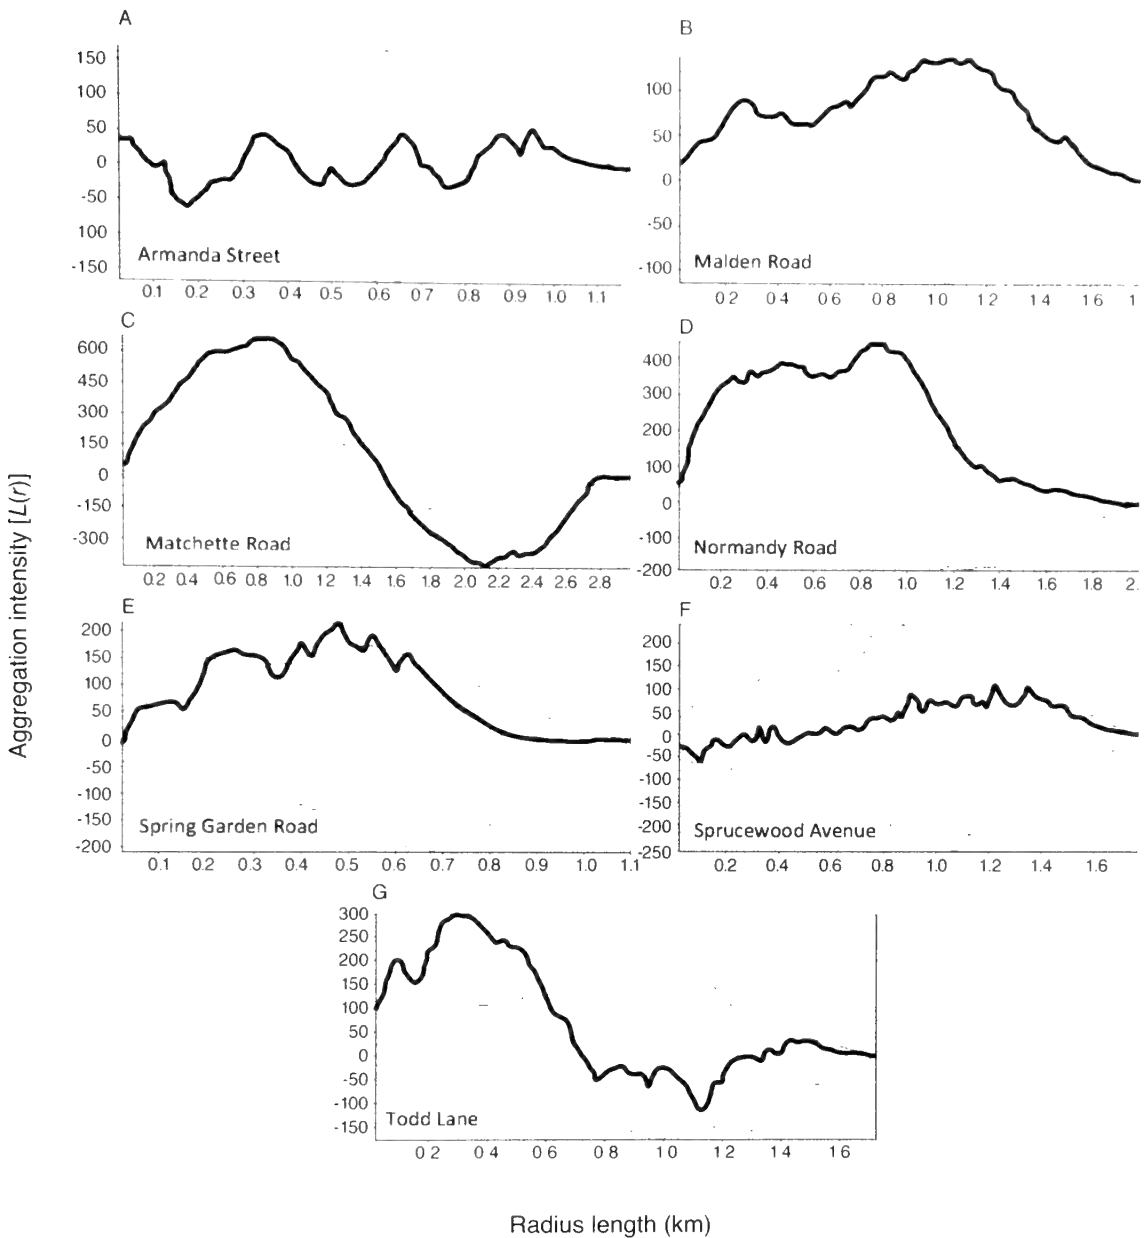 A
150
100
50
0
-50
100
-150
Armanda Street
0.1 0.2 0.3 0.4 0.5 0.6 0.7 0.8 0.9 1.0 1.1
B
100
50
0
-50
-100
Malden Road
0 2 0 4 0 6 0 8 1 0 1 2 1 4 1 6 1
C
600
450
300
150
0
-150
-300
Matchette Road
0.2 0.4 0.6 0.8 1.0 1.2 1.4 1.6 1.8 2.0 2.2 2.4 2.6 2.8
D
400
300
200
100
0
-100
-200
Normandy Road
0.2 0.4 0.6 0.8 1.0 1.2 1.4 1.6 1.8 2.
E
200
150
100
50
0
-50
-100
-150
-200
Spring Garden Road
0.1 0.2 0.3 0.4 0.5 0.6 0.7 0.8 0.9 1.0 1.1
F
200
150
100
50
0
-50
-100
-150
-200
-250
Sprucewood Avenue
0.2 0.4 0.6 0.8 1.0 1.2 1.4 1.6
G
300
250
200
150
100
50
0
-50
-100
-150
Todd Lane
0 2 0 4 0 6 0 8 1 0 1 2 1 4 1 6
Aggregation intensity [L(r)]
Radius length (km)